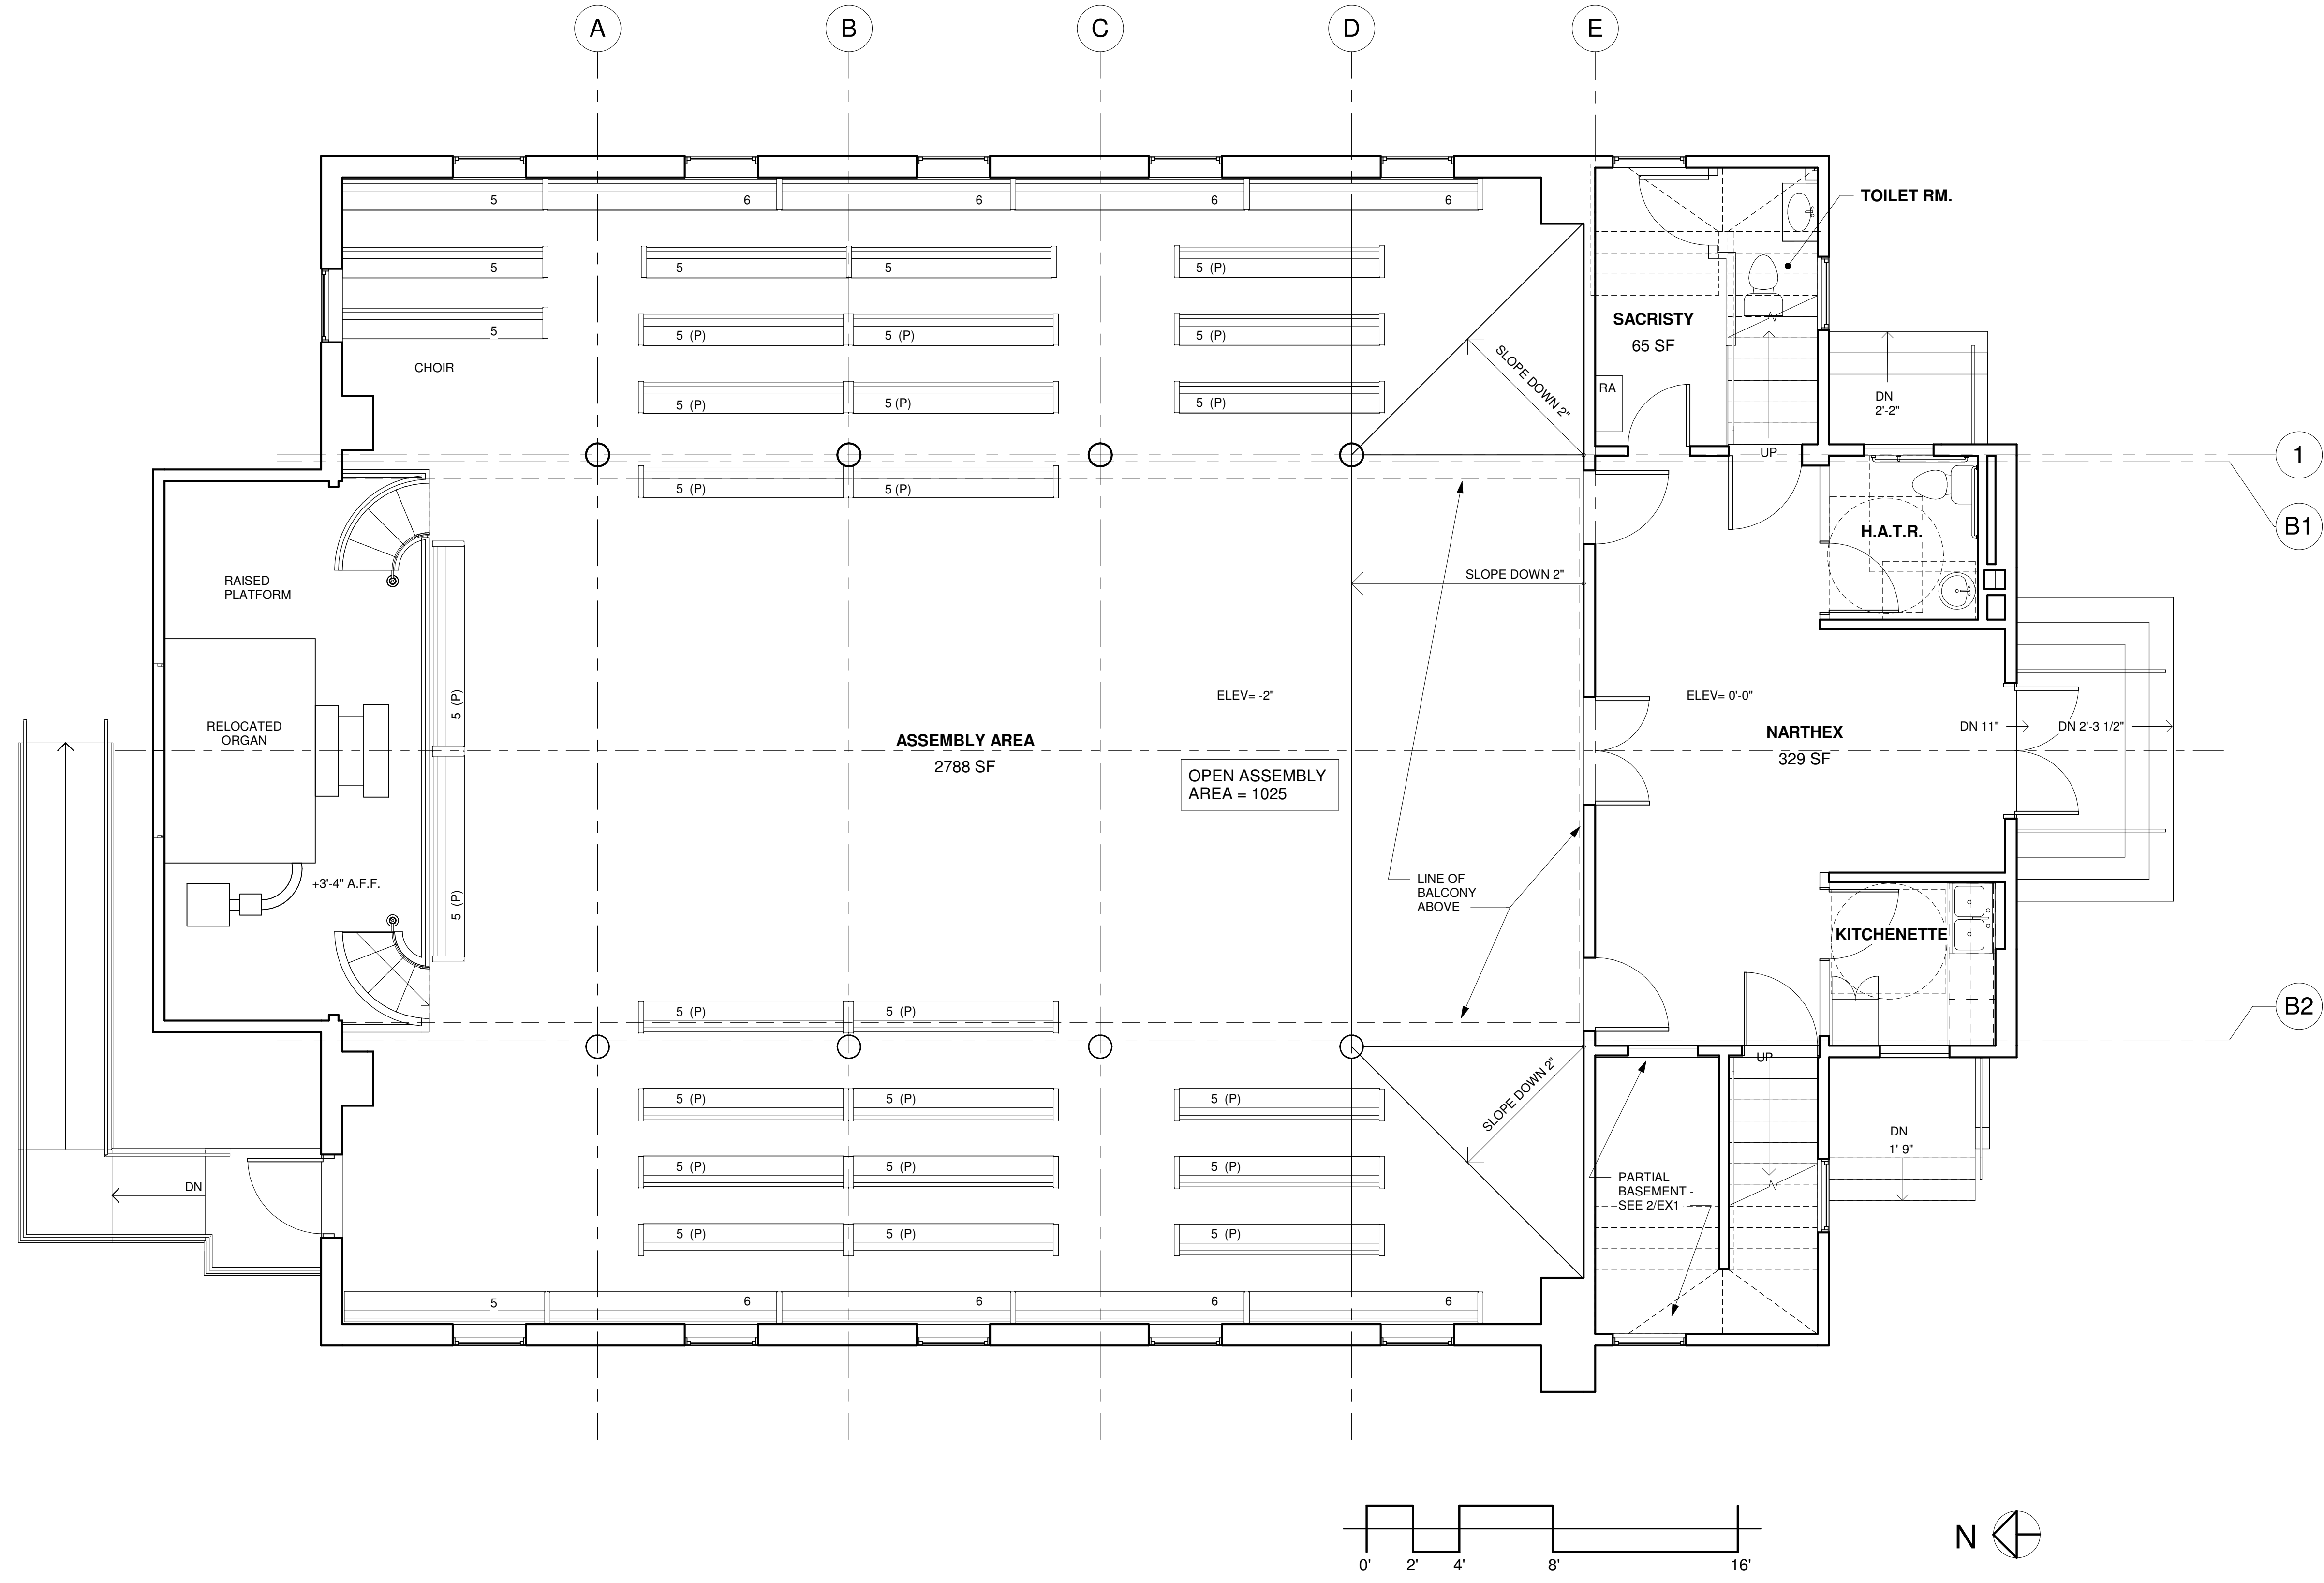 A
B
C
D
E
TOILET RM.
5
6
6
6
6
5
5
5
5 (P)
SACRISTY
65 SF
5
5 (P)
5 (P)
5 (P)
CHOIR
SLOPE DOWN 2"
RA
5 (P)
5 (P)
5 (P)
DN
2'-2"
UP
1
5 (P)
5 (P)
B1
H.A.T.R.
RAISED
PLATFORM
SLOPE DOWN 2"
5 (P)
ELEV= -2"
ELEV= 0'-0"
RELOCATED
ORGAN
ASSEMBLY AREA
2788 SF
NARTHEX
329 SF
DN 11"
DN 2'-3 1/2"
OPEN ASSEMBLY
AREA = 1025
+3'-4" A.F.F.
5 (P)
LINE OF
BALCONY
ABOVE
KITCHENETTE
B2
5 (P)
5 (P)
UP
5 (P)
5 (P)
5 (P)
SLOPE DOWN 2"
DN
1'-9"
5 (P)
5 (P)
5 (P)
DN
PARTIAL
BASEMENT -
SEE 2/EX1
5 (P)
5 (P)
5 (P)
5
6
6
6
6
0'
2'
4'
8'
16'
N